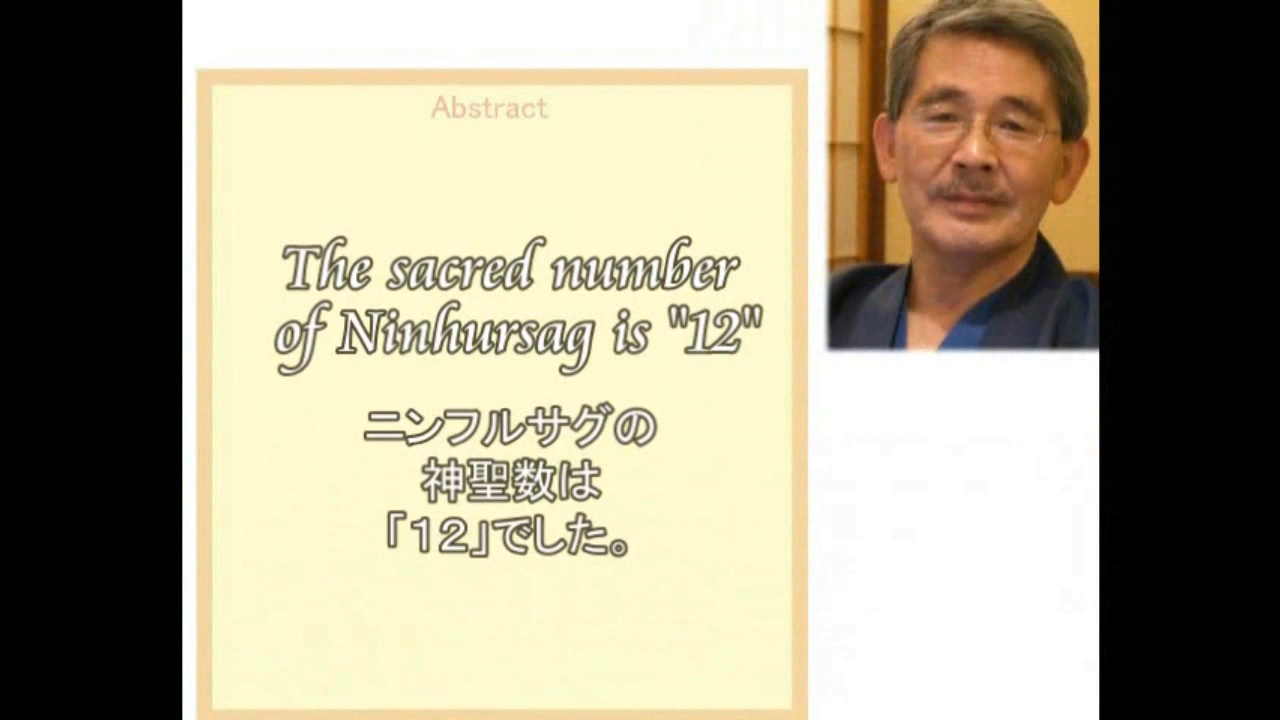 Abstract
The sacred number
of Ninhursag is "12"
ニンフルサグの
神聖数は
「１２」でした。